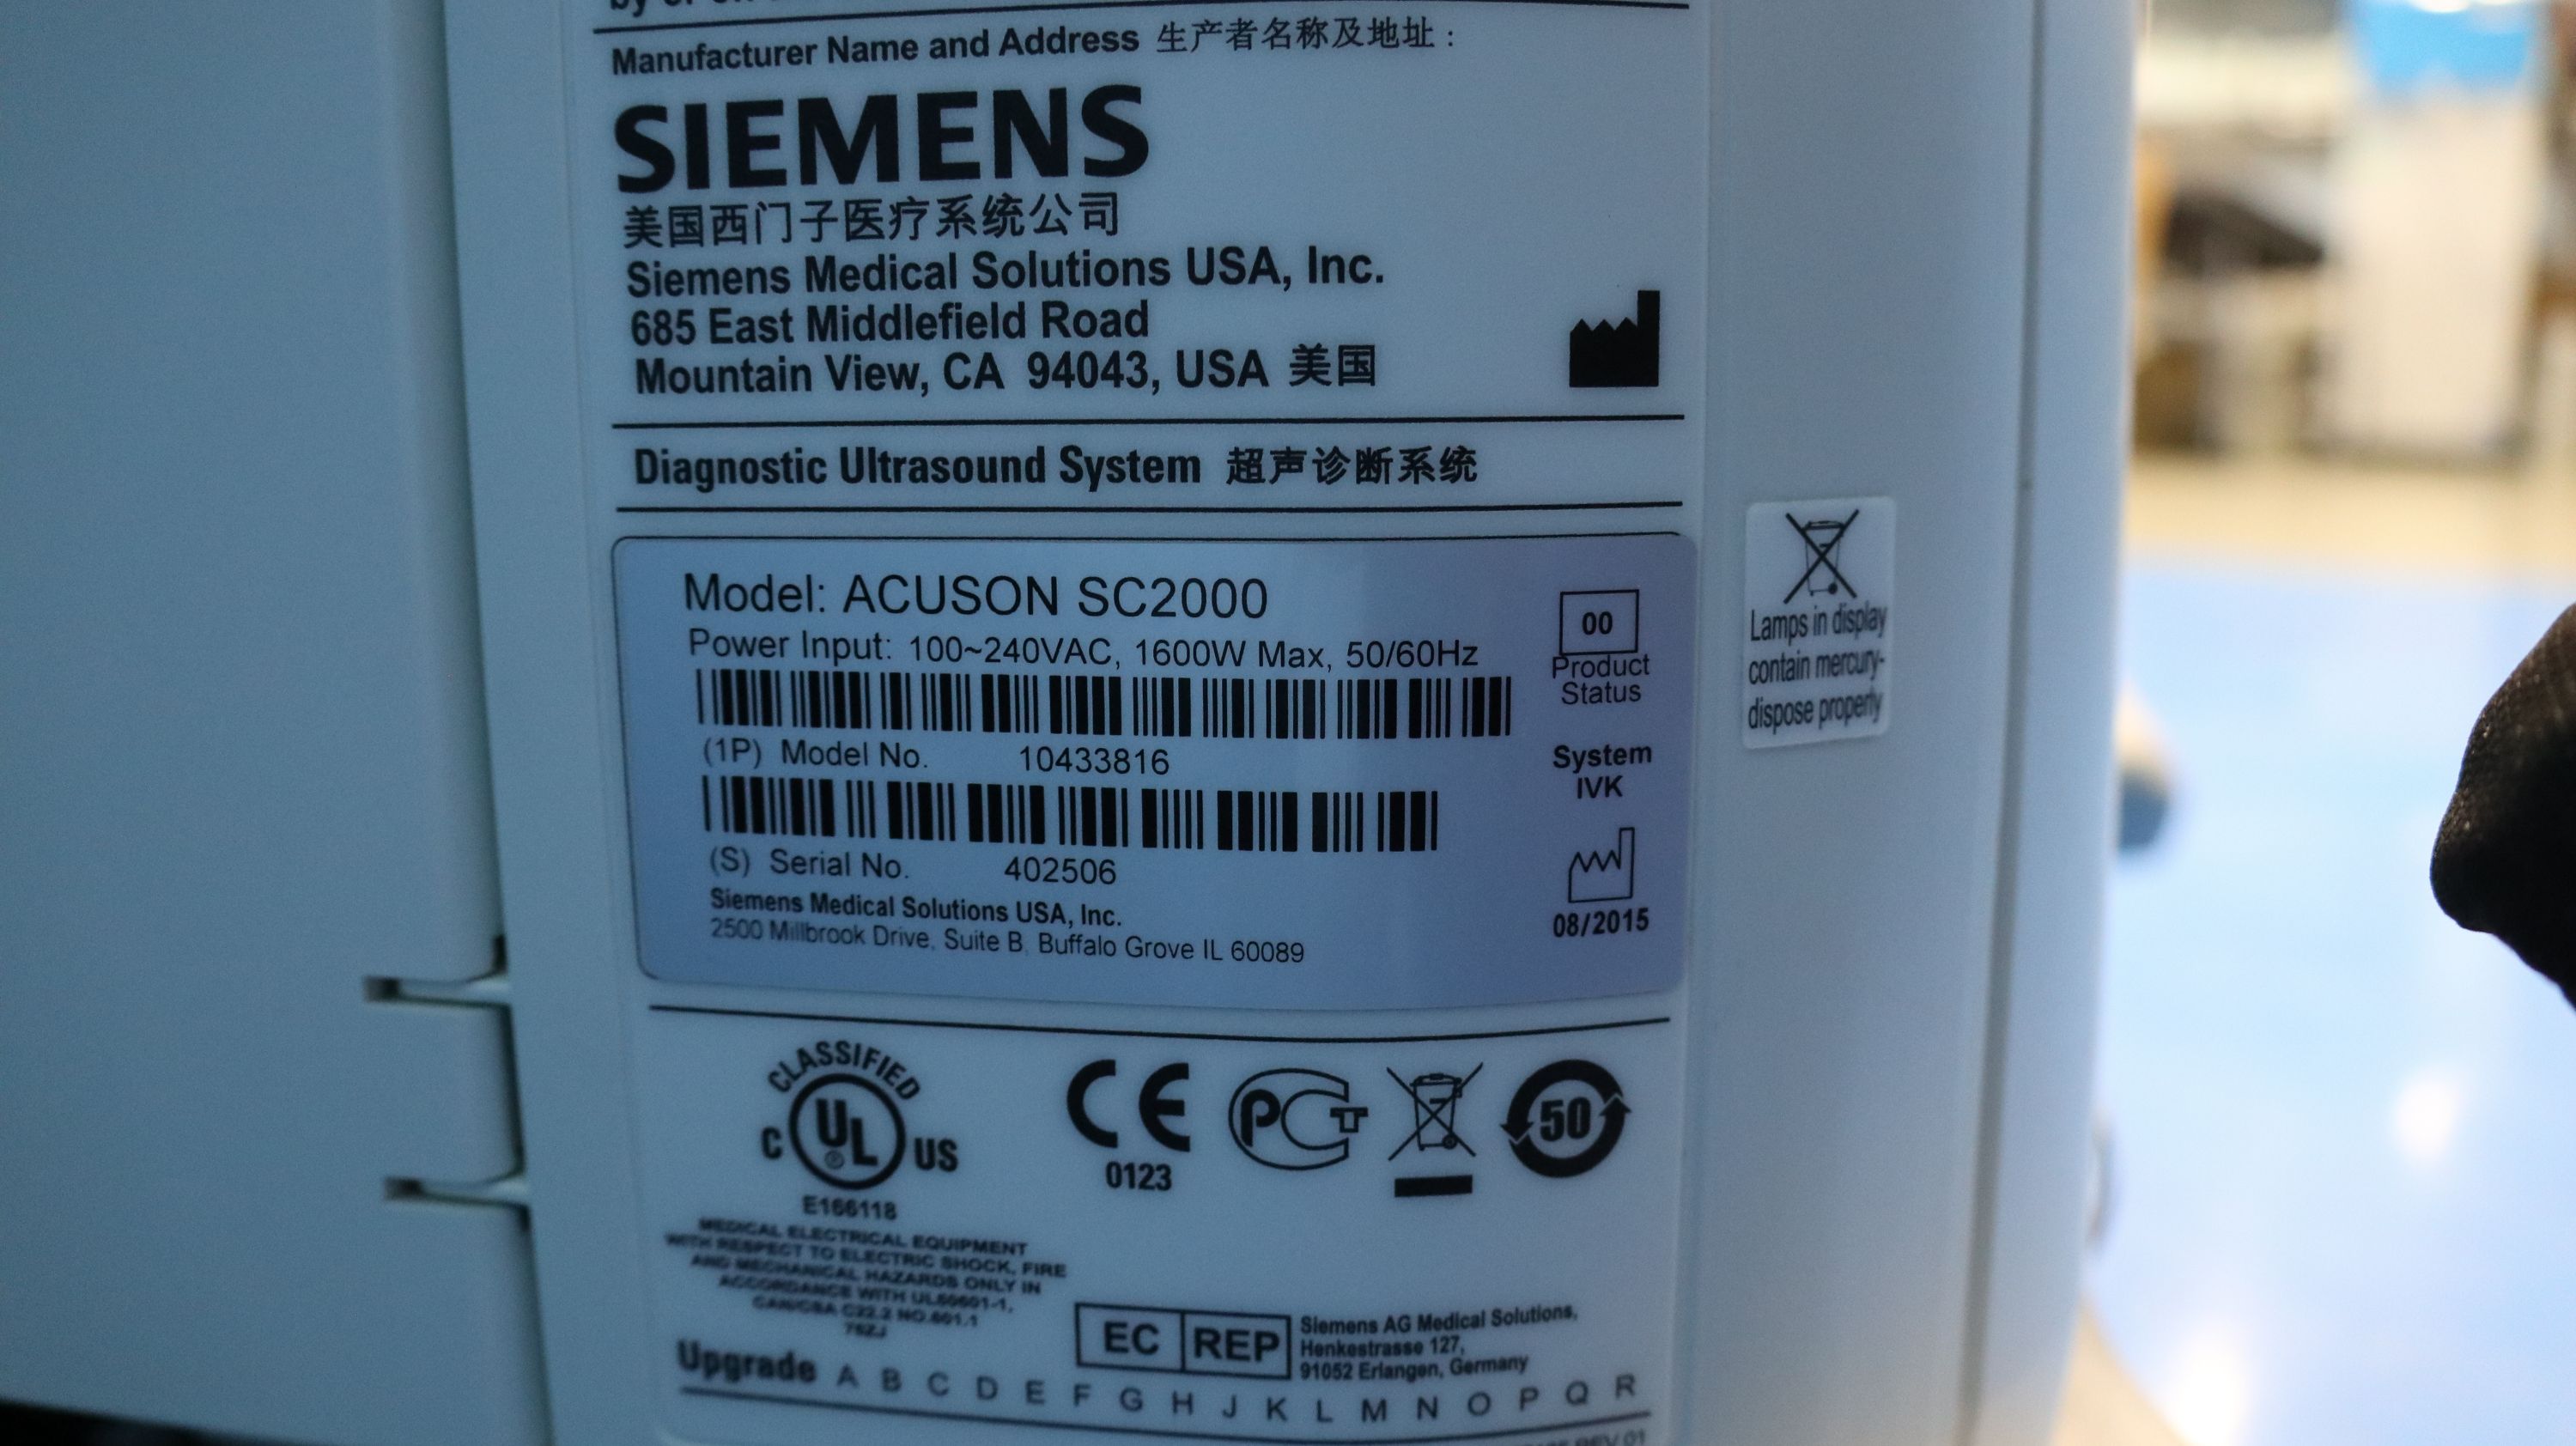 Manufacturer Name and Address 生产者名称及地址:
SIEMENS
美国西门子医疗系统公司
Siemens Medical Solutions USA, Inc.
685 East Middlefield Road
Mountain View, CA 94043, USA 美国
Diagnostic Ultrasound System 超声诊断系统
Model: ACUSON SC2000
Power Input: 100~240VAC, 1600W Max, 50/60Hz
00
Product
Status
(1P) Model No. 10433816
System
IVK
(S) Serial No. 402506
Siemens Medical Solutions USA, Inc.
2500 Millbrook Drive, Suite B, Buffalo Grove IL 60089
08/2015
Lamps in display
contain mercury-
dispose properly
CLASSIFIED
C UL ® US
E166118
MEDICAL ELECTRICAL EQUIPMENT
WITH RESPECT TO ELECTRIC SHOCK, FIRE
AND MECHANICAL HAZARDS ONLY IN
ACCORDANCE WITH UL60601-1,
CAN/CSA C22.2 NO.601.1
76ZJ
CE
0123
РСТ
50
EC REP
Siemens AG Medical Solutions,
Henkestrasse 127,
91052 Erlangen, Germany
Upgrade A B C D E F G H J K L M N O P Q R
REV 01